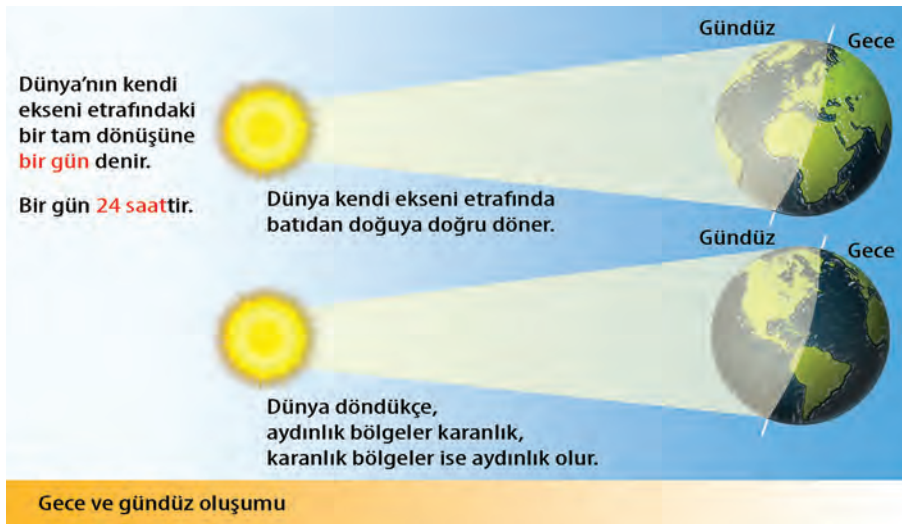 Gündüz
Gece
Dünya’nın kendi
ekseni etrafındaki
bir tam dönüşüne
bir gün denir.
Bir gün 24 saattir.
Dünya kendi ekseni etrafında
batıdan doğuya doğru döner.
Gündüz
Gece
Dünya döndükçe,
aydınlık bölgeler karanlık,
karanlık bölgeler ise aydınlık olur.
Gece ve gündüz oluşumu